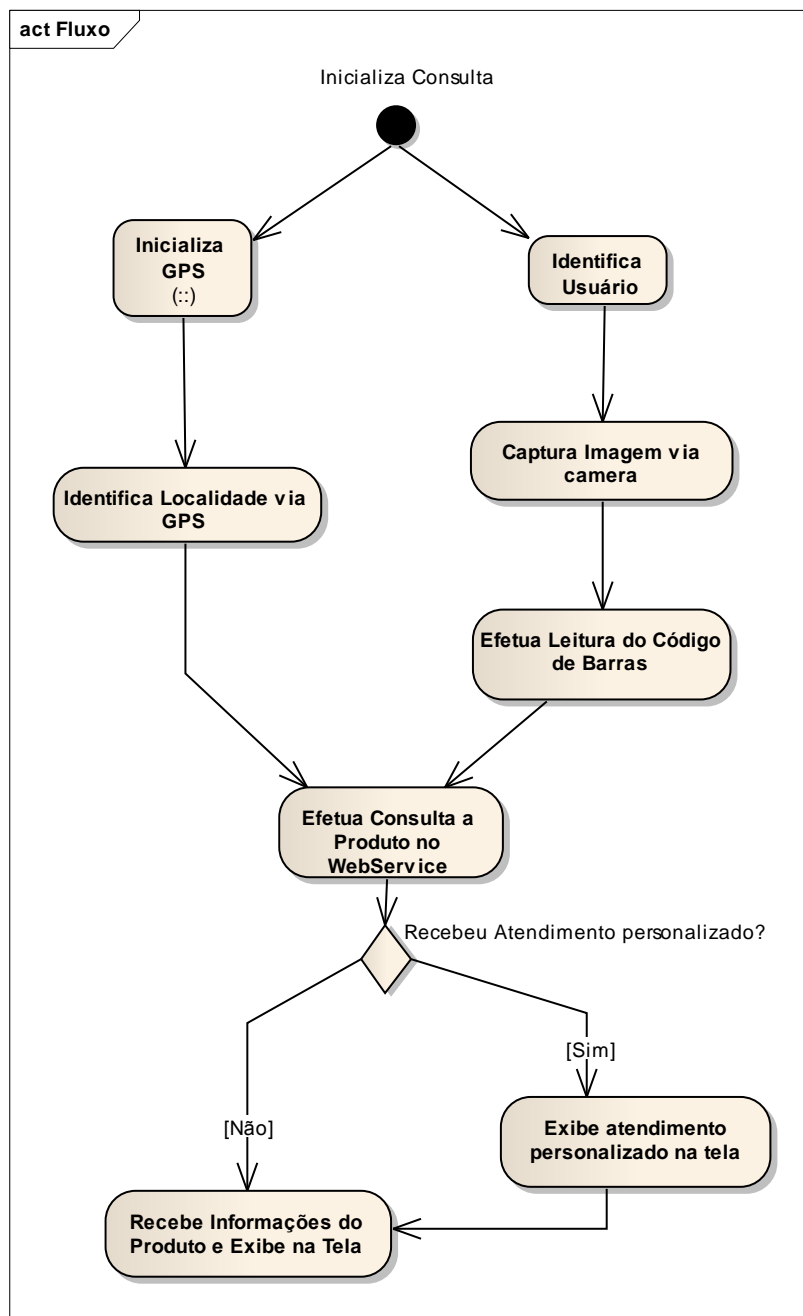 act Fluxo
Inicializa Consulta
Inicializa
GPS
(::)
Identifica
Usuário
Captura Imagem via
camera
Identifica Localidade via
GPS
Efetua Leitura do Código
de Barras
Efetua Consulta a
Produto no
WebService
Recebeu Atendimento personalizado?
[Sim]
[Não]
Exibe atendimento
personalizado na tela
Recebe Informações do
Produto e Exibe na Tela